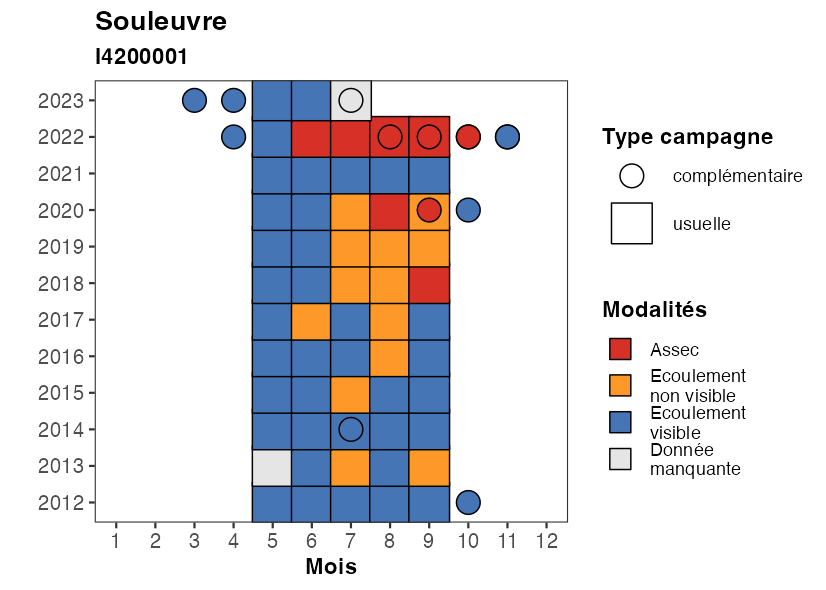 Souleuvre
I4200001
2023
2022
2021
2020
2019
2018
2017
2016
2015
2014
2013
2012
1 2 3 4 5 6 7 8 9 10 11 12
Mois
Type campagne
complémentaire
usuelle
Modalités
Assec
Ecoulement
non visible
Ecoulement
visible
Donnée
manquante